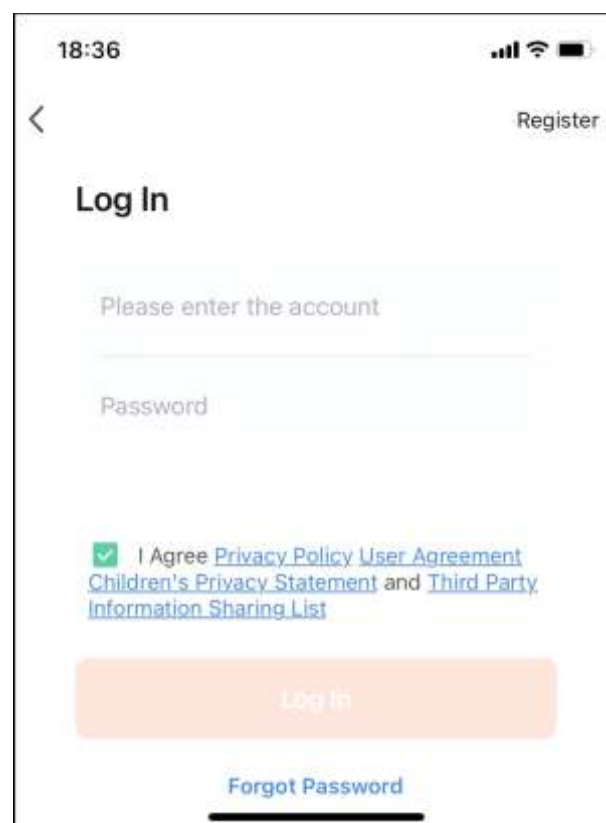 18:36
Register
Log In
Please enter the account
Password
I Agree Privacy Policy User Agreement
Children's Privacy Statement and Third Party
Information Sharing List
Log In
Forgot Password